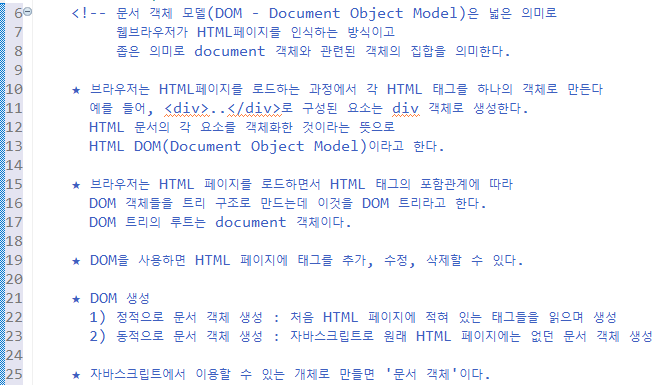 6 <!-- 문서 객체 모델(DOM - Document Object Model)은 넓은 의미로
7 웹브라우저가 HTML페이지를 인식하는 방식이고
8 좁은 의미로 document 객체와 관련된 객체의 집합을 의미한다.
9
10 ★ 브라우저는 HTML페이지를 로드하는 과정에서 각 HTML 태그를 하나의 객체로 만든다
11 예를 들어, <div>..</div>로 구성된 요소는 div 객체로 생성한다.
12 HTML 문서의 각 요소를 객체화한 것이라는 뜻으로
13 HTML DOM(Document Object Model)이라고 한다.
14
15 ★ 브라우저는 HTML 페이지를 로드하면서 HTML 태그의 포함관계에 따라
16 DOM 객체들을 트리 구조로 만드는데 이것을 DOM 트리라고 한다.
17 DOM 트리의 루트는 document 객체이다.
18
19 ★ DOM을 사용하면 HTML 페이지에 태그를 추가, 수정, 삭제할 수 있다.
20
21 ★ DOM 생성
22 1) 정적으로 문서 객체 생성 : 처음 HTML 페이지에 적혀 있는 태그들을 읽으며 생성
23 2) 동적으로 문서 객체 생성 : 자바스크립트로 원래 HTML 페이지에는 없던 문서 객체 생성
24
25 ★ 자바스크립트에서 이용할 수 있는 개체로 만들면 '문서 객체'이다.